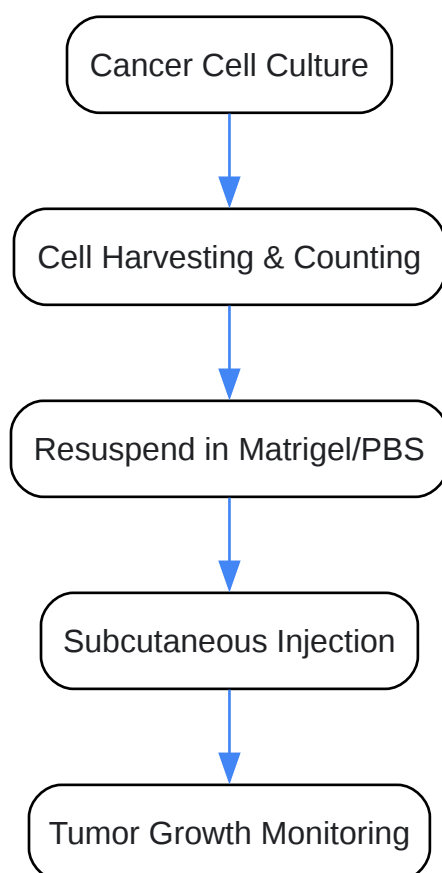 Cancer Cell Culture
Cell Harvesting & Counting
Resuspend in Matrigel/PBS
Subcutaneous Injection
Tumor Growth Monitoring